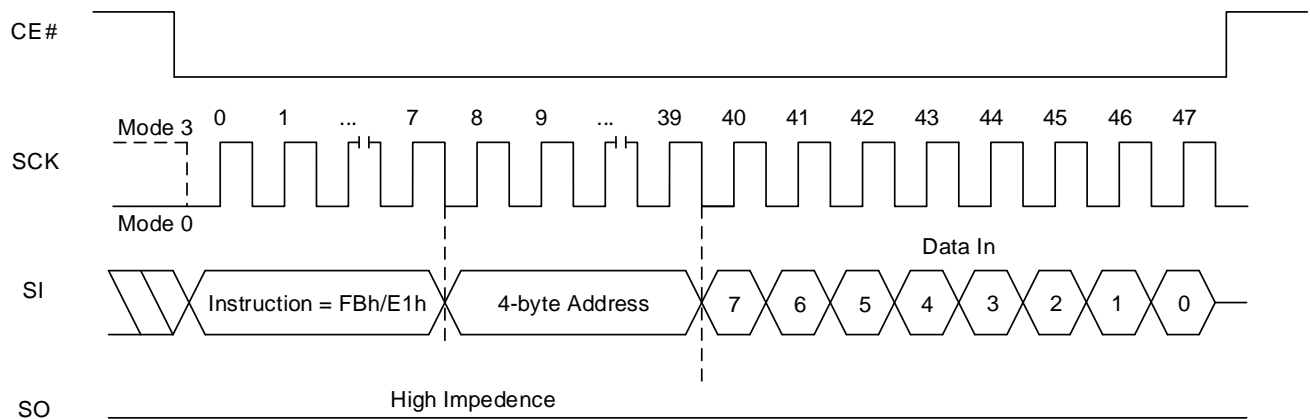 CE#
Mode 3 0 1 ... 7 8 9 ... 39 40 41 42 43 44 45 46 47
SCK
Mode 0
Data In
SI Instruction = FBh/E1h 4-byte Address 7 6 5 4 3 2 1 0
High Impedence
SO